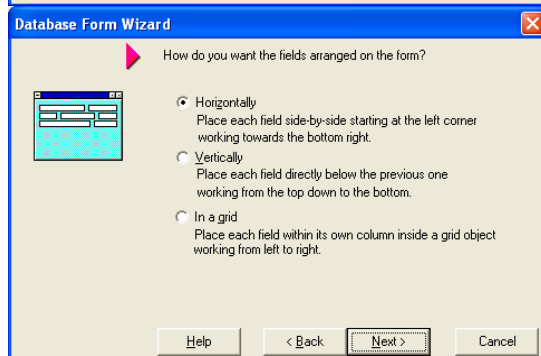 Database Form Wizard
How do you want the fields arranged on the form?
Horizontally
Place each field side-by-side starting at the left corner
working towards the bottom right.
Vertically
Place each field directly below the previous one
working from the top down to the bottom.
In a grid
Place each field within its own column inside a grid object
working from left to right.
Help
< Back
Next >
Cancel